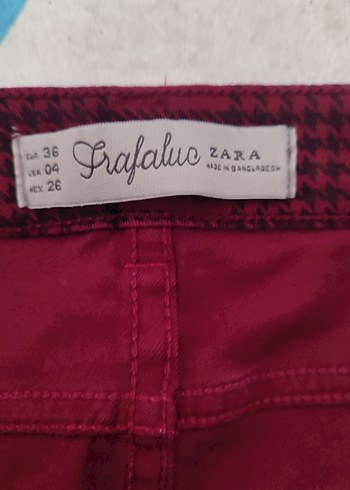 EUR 36
USA 04
MEX 26
Trafaluc
ZARA
MADE IN BANGLADESH